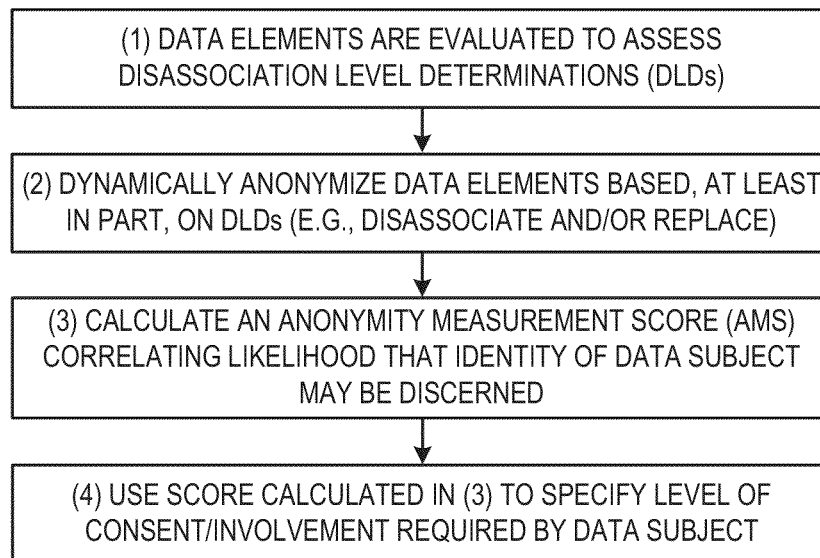 (1) DATA ELEMENTS ARE EVALUATED TO ASSESS
DISASSOCIATION LEVEL DETERMINATIONS (DLDs)
(2) DYNAMICALLY ANONYMIZE DATA ELEMENTS BASED, AT LEAST
IN PART, ON DLDs (E.G., DISASSOCIATE AND/OR REPLACE)
(3) CALCULATE AN ANONYMITY MEASUREMENT SCORE (AMS)
CORRELATING LIKELIHOOD THAT IDENTITY OF DATA SUBJECT
MAY BE DISCERNED
(4) USE SCORE CALCULATED IN (3) TO SPECIFY LEVEL OF
CONSENT/INVOLVEMENT REQUIRED BY DATA SUBJECT